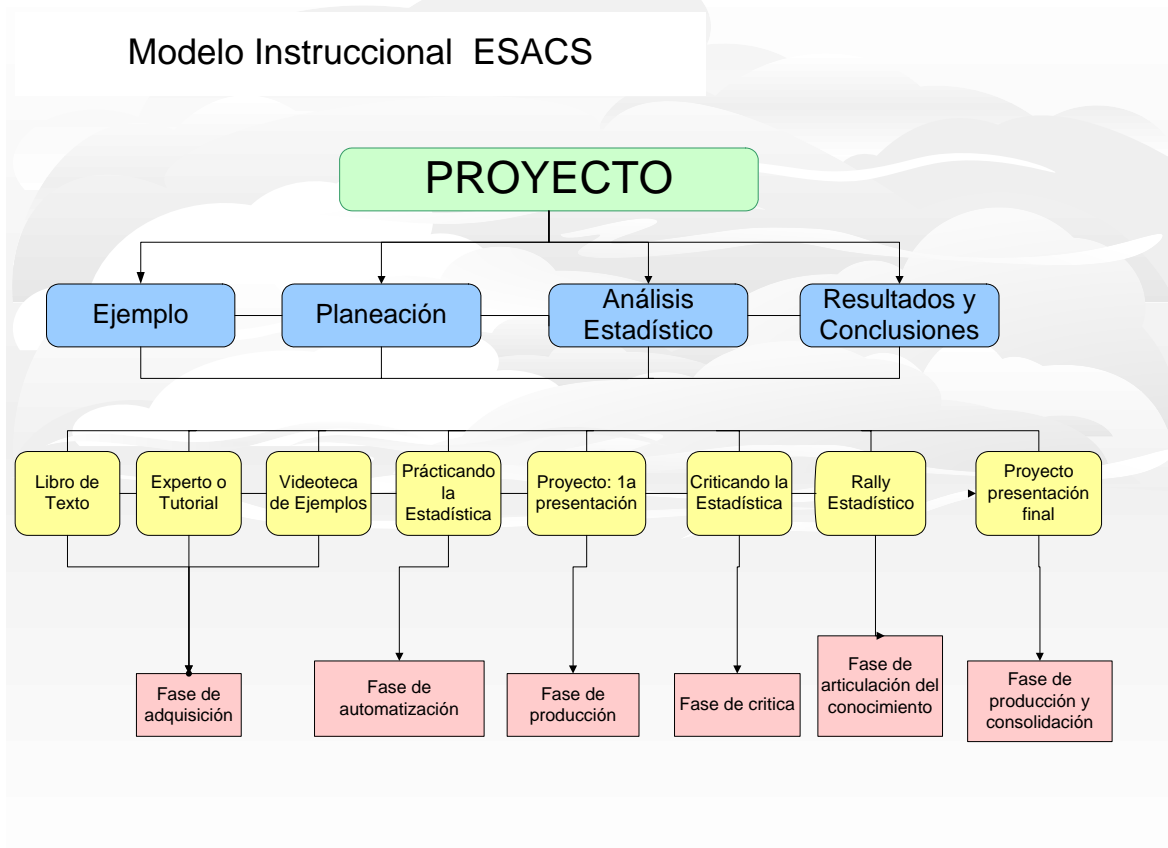 Modelo Instruccional  ESACS
PROYECTO
Ejemplo
Planeación
Análisis
Estadístico
Resultados y
Conclusiones
Libro de
Texto
Experto o
Tutorial
Videoteca
de Ejemplos
Prácticando
la
Estadística
Proyecto: 1a
presentación
Criticando la
Estadística
Rally
Estadístico
Proyecto
presentación
final
Fase de
adquisición
Fase de
automatización
Fase de
producción
Fase de critica
Fase de
articulación del
conocimiento
Fase de
producción y
consolidación